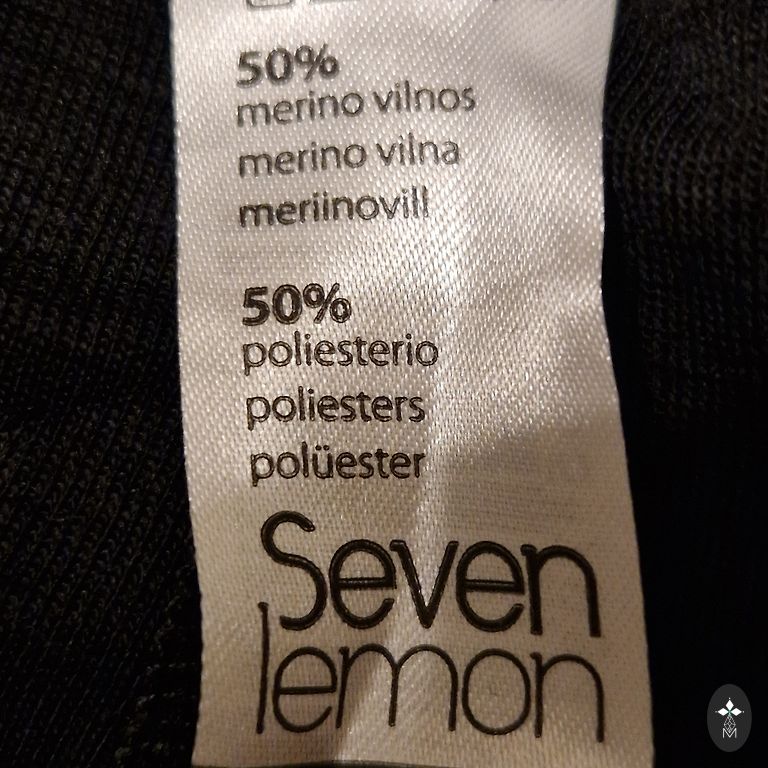 50%
merino vilnos
merino vilna
meriinovill
50%
poliesterio
poliesters
polüester
Seven
lemon
M